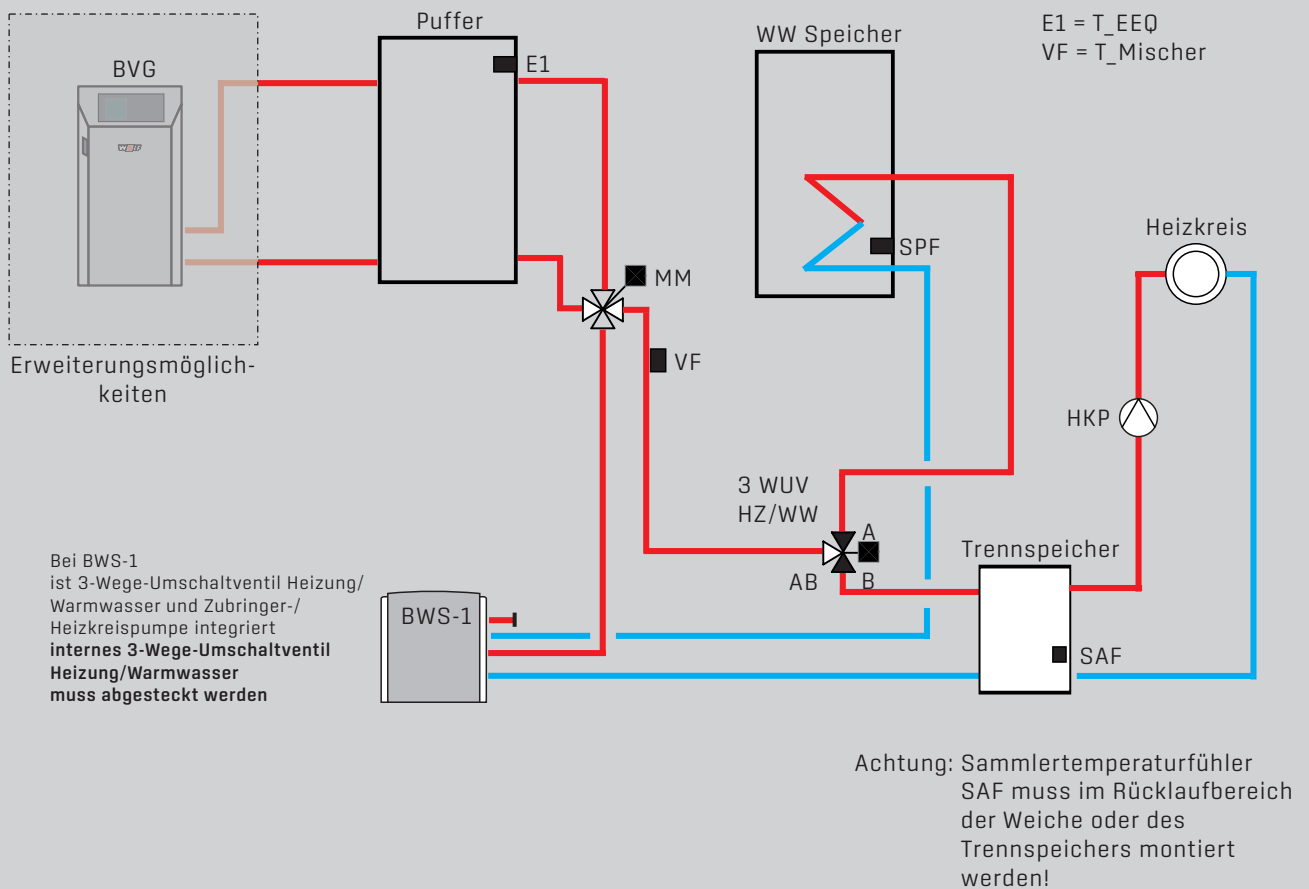 Puffer
E1 = T_EEQ
VF = T_Mischer
WW Speicher
BVG
E1
WOLF
SPF
Heizkreis
MM
Erweiterungsmöglich-
keiten
VF
HKP
3 WUV
HZ/WW
A
Trennspeicher
AB
B
Bei BWS-1
ist 3-Wege-Umschaltventil Heizung/
Warmwasser und Zubringer-/
Heizkreispumpe integriert
internes 3-Wege-Umschaltventil
Heizung/Warmwasser
muss abgesteckt werden
BWS-1
SAF
Achtung: Sammlertemperaturfühler
SAF muss im Rücklaufbereich
der Weiche oder des
Trennspeichers montiert
werden!